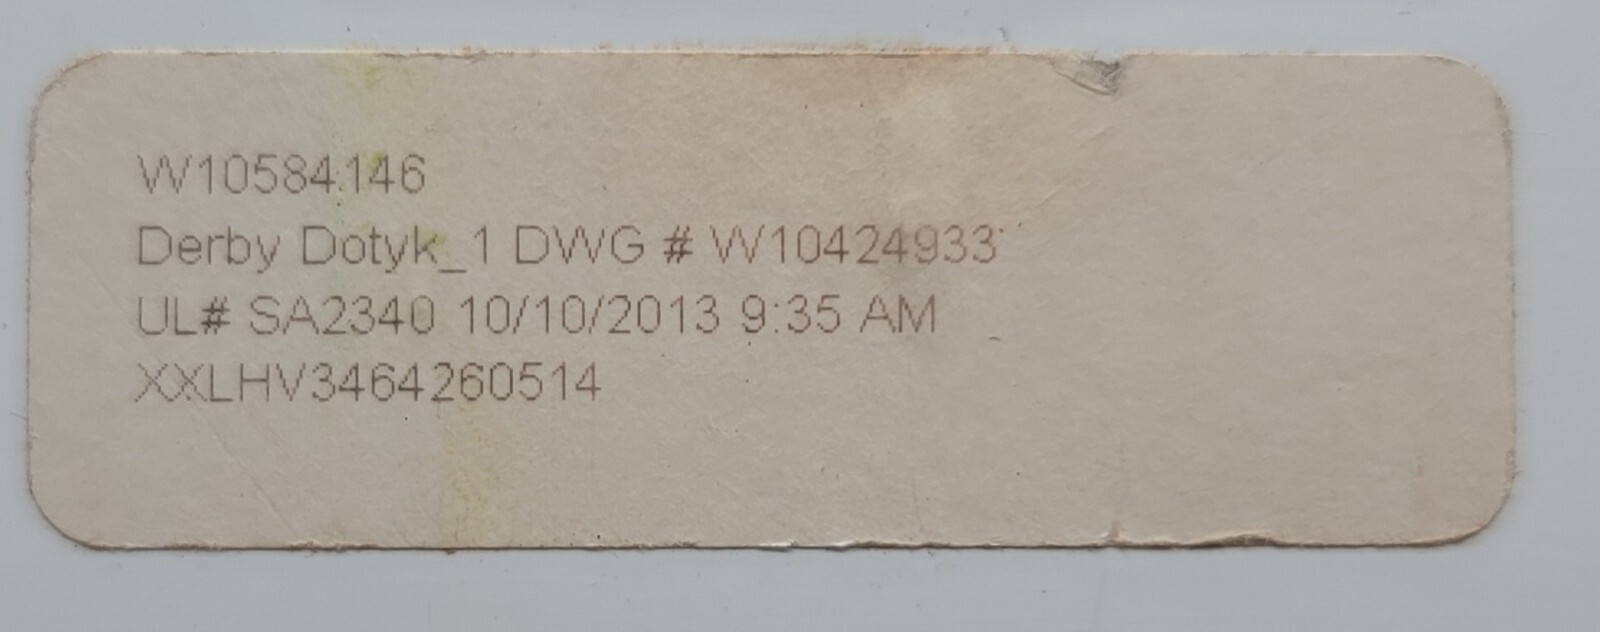 W10584146
Derby Dotyk_1 DWG # W10424933
UL# SA2340 10/10/2013 9:35 AM
XXLHV3464260514